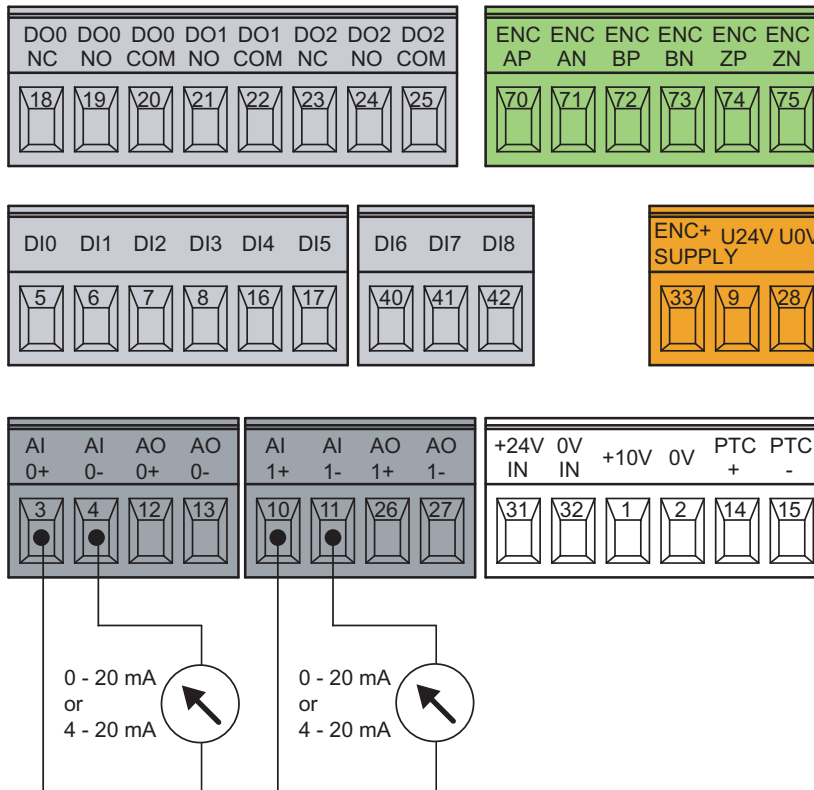 DO0 DO0 DO0 DO1 DO1 DO2 DO2 DO2
NC NO COM NO COM NC NO COM
18 19 20 21 22 23 24 25
ENC ENC ENC ENC ENC ENC
AP AN BP BN ZP ZN
70 71 72 73 74 75
DI0 DI1 DI2 DI3 DI4 DI5
5 6 7 8 16 17
DI6 DI7 DI8
40 41 42
ENC+ U24V U0V
SUPPLY
33 9 28
AI AI AO AO
0+ 0- 0+ 0-
3 4 12 13
AI AI AO AO
1+ 1- 1+ 1-
10 11 26 27
+24V 0V +10V 0V PTC PTC
IN IN + -
31 32 1 2 14 15
0 - 20 mA
or
4 - 20 mA
0 - 20 mA
or
4 - 20 mA